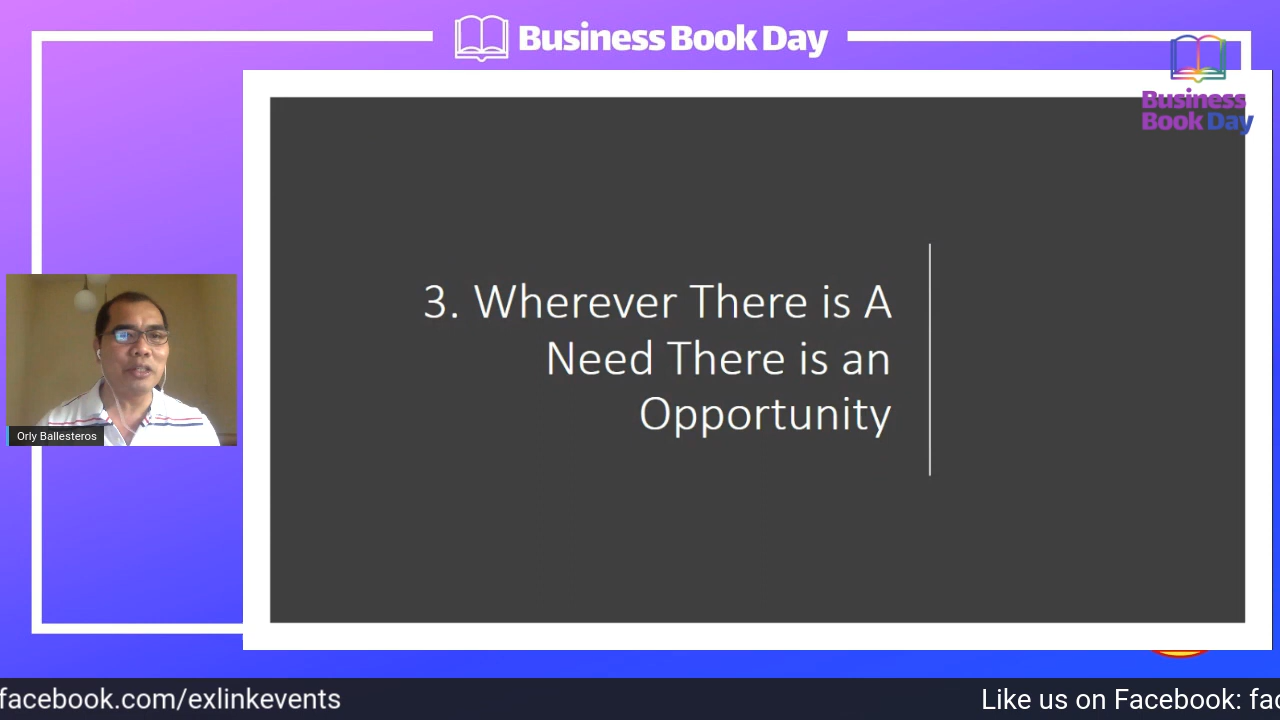 Business Book Day
Business
Book Day
3. Wherever There is A
Need There is an
Opportunity
Orly Ballesteros
facebook.com/exlinkevents
Like us on Facebook: fac